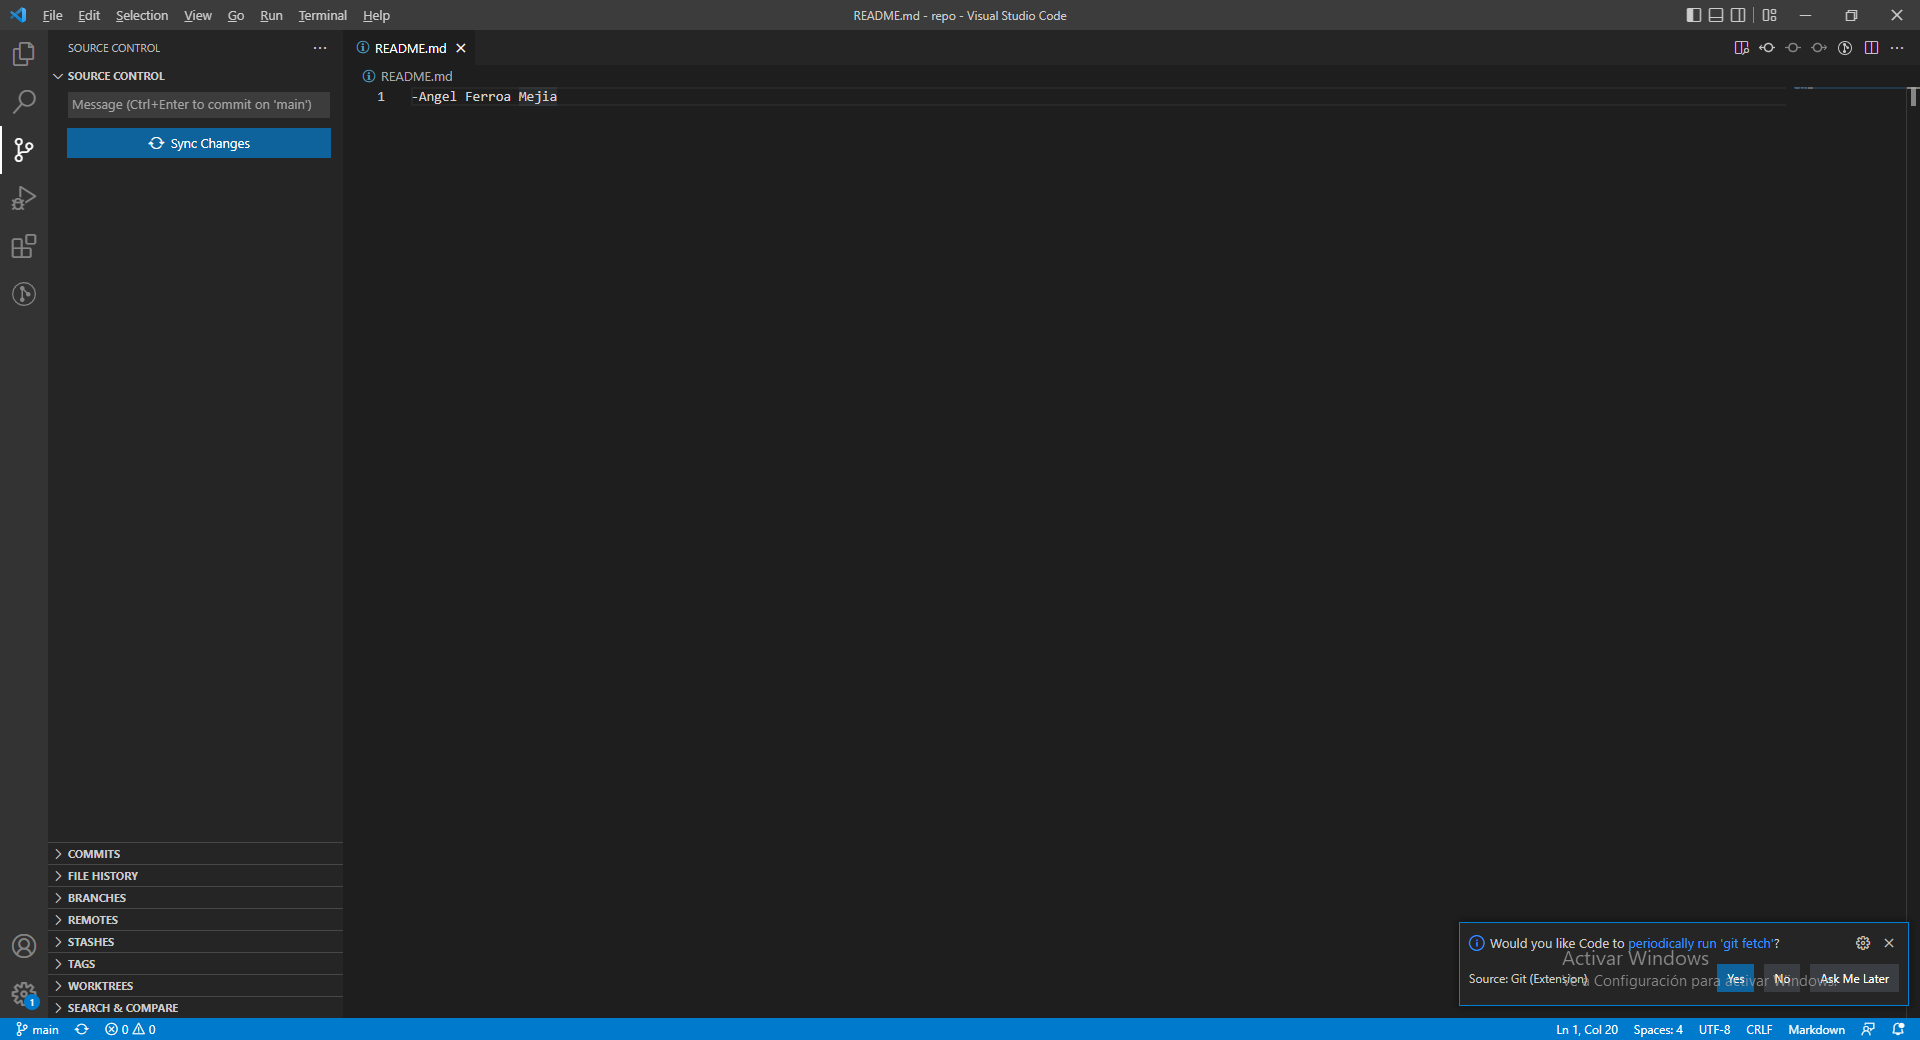 File Edit Selection View Go Run Terminal Help
README.md - repo - Visual Studio Code
SOURCE CONTROL
SOURCE CONTROL
Message (Ctrl+Enter to commit on 'main')
Sync Changes
README.md
README.md
1 -Angel Ferroa Mejia
COMMITS
FILE HISTORY
BRANCHES
REMOTES
STASHES
TAGS
WORKTREES
SEARCH & COMPARE
1
Would you like Code to periodically run 'git fetch'?
Source: Git (Extension)
Yes No Ask Me Later
Activar Windows
Ve a Configuración para activar Windows.
main 0 0
Ln 1, Col 20 Spaces: 4 UTF-8 CRLF Markdown